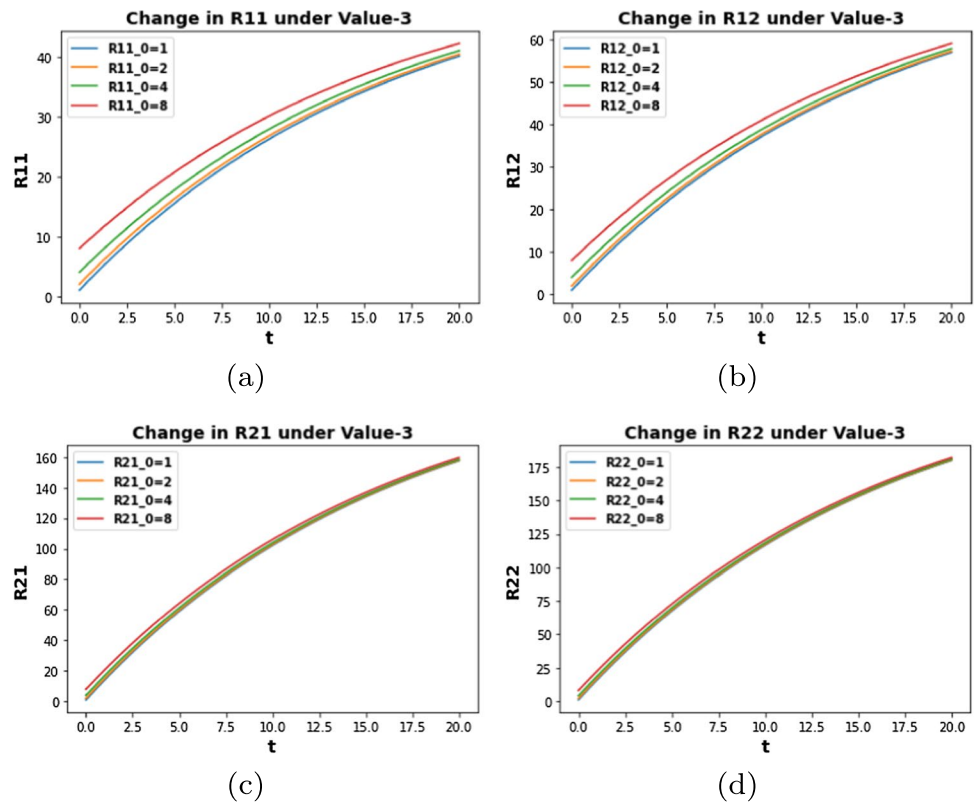 Change in R11 under Value-3
R11_0=1
R11_0=2
R11_0=4
R11_0=8
40
30
20
10
0
R11
0.0 2.5 5.0 7.5 10.0 12.5 15.0 17.5 20.0
t
(a)
Change in R12 under Value-3
R12_0=1
R12_0=2
R12_0=4
R12_0=8
60
50
40
30
20
10
0
R12
0.0 2.5 5.0 7.5 10.0 12.5 15.0 17.5 20.0
t
(b)
Change in R21 under Value-3
R21_0=1
R21_0=2
R21_0=4
R21_0=8
160
140
120
100
80
60
40
20
0
R21
0.0 2.5 5.0 7.5 10.0 12.5 15.0 17.5 20.0
t
(c)
Change in R22 under Value-3
R22_0=1
R22_0=2
R22_0=4
R22_0=8
175
150
125
100
75
50
25
0
R22
0.0 2.5 5.0 7.5 10.0 12.5 15.0 17.5 20.0
t
(d)